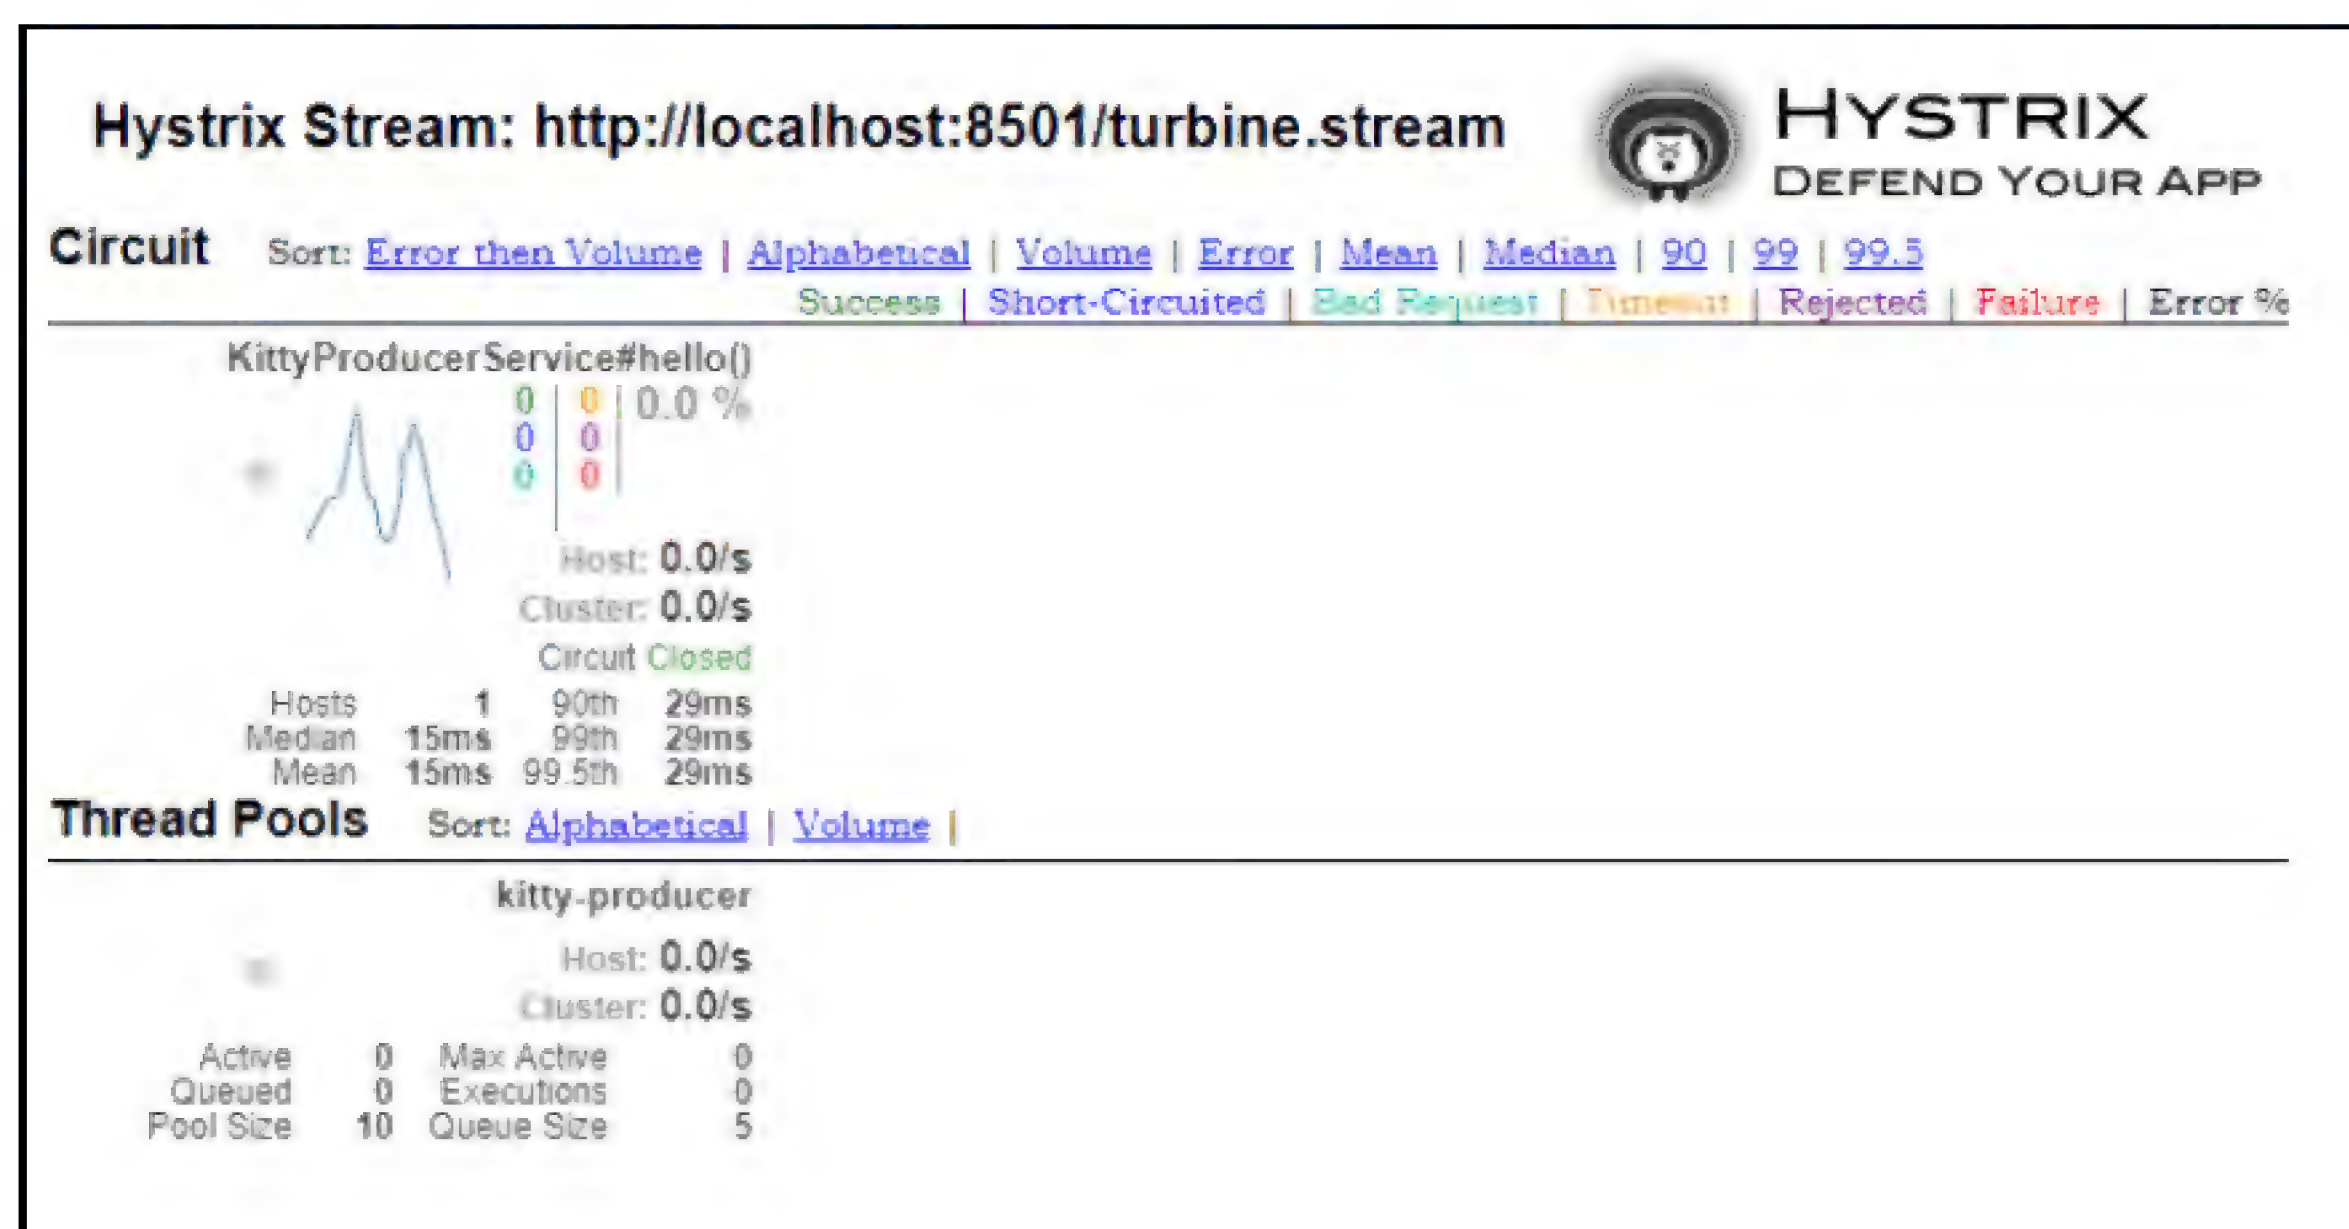 Hystrix Stream: http://localhost:8501/turbine.stream
HYSTRIX
DEFEND YOUR APP
Circuit Sort: Error then Volume | Alphabetical | Volume | Error | Mean | Median | 90 | 99 | 99.5
Success | Short-Circuited | Bad Request | Timeout | Rejected | Failure | Error %
KittyProducerService#hello()
0 | 0 | 0.0 %
0 | 0
0 | 0
Host: 0.0/s
Cluster: 0.0/s
Circuit Closed
Hosts 1 90th 29ms
Median 15ms 99th 29ms
Mean 15ms 99.5th 29ms
Thread Pools Sort: Alphabetical | Volume |
kitty-producer
Host: 0.0/s
Cluster: 0.0/s
Active 0 Max Active 0
Queued 0 Executions 0
Pool Size 10 Queue Size 5